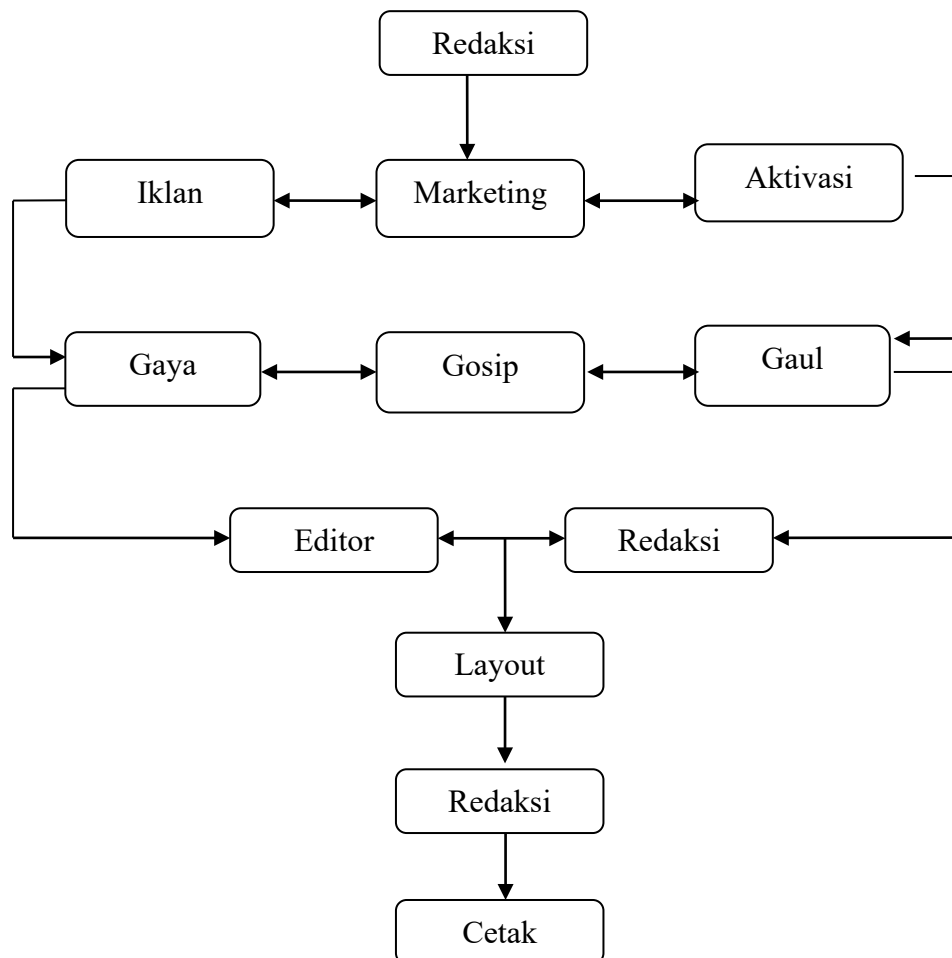 Redaksi
Iklan
Marketing
Aktivasi
Gaya
Gosip
Gaul
Editor
Redaksi
Layout
Redaksi
Cetak